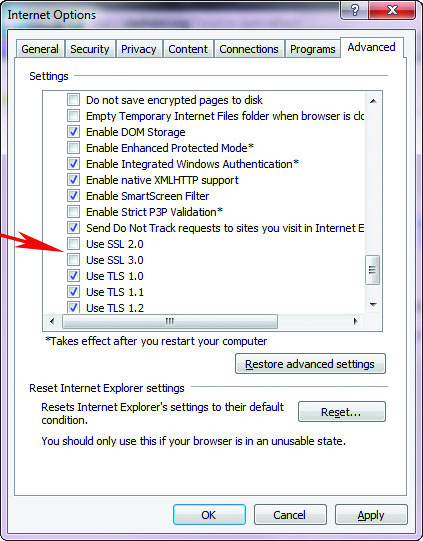 Internet Options
General Security Privacy Content Connections Programs Advanced
Settings
Do not save encrypted pages to disk
Empty Temporary Internet Files folder when browser is clo
Enable DOM Storage
Enable Enhanced Protected Mode*
Enable Integrated Windows Authentication*
Enable native XMLHTTP support
Enable SmartScreen Filter
Enable Strict P3P Validation*
Send Do Not Track requests to sites you visit in Internet E
Use SSL 2.0
Use SSL 3.0
Use TLS 1.0
Use TLS 1.1
Use TLS 1.2
*Takes effect after you restart your computer
Restore advanced settings
Reset Internet Explorer settings
Resets Internet Explorer's settings to their default
condition.
Reset...
You should only use this if your browser is in an unusable state.
OK Cancel Apply